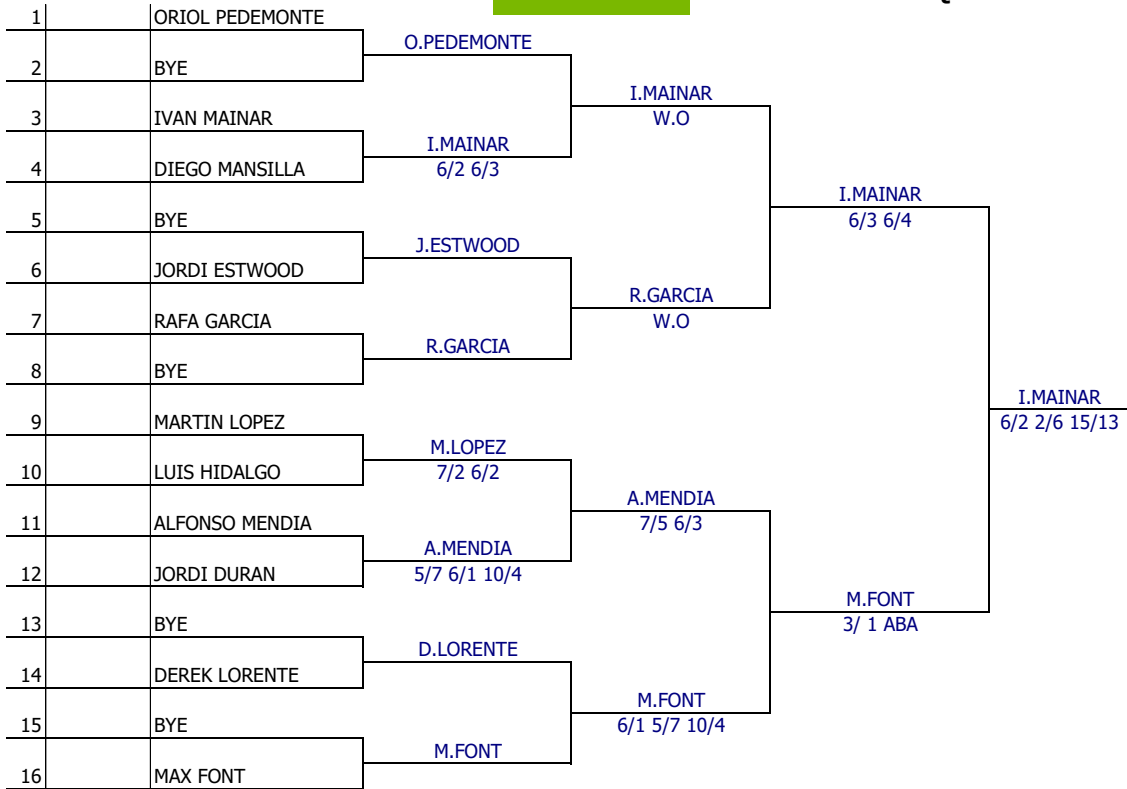 1 ORIOL PEDEMONTE
O.PEDEMONTE
2 BYE
I.MAINAR
W.O
3 IVAN MAINAR
I.MAINAR
6/2 6/3
4 DIEGO MANSILLA
I.MAINAR
6/3 6/4
5 BYE
J.ESTWOOD
6 JORDI ESTWOOD
R.GARCIA
W.O
7 RAFA GARCIA
R.GARCIA
8 BYE
I.MAINAR
6/2 2/6 15/13
9 MARTIN LOPEZ
M.LOPEZ
7/2 6/2
10 LUIS HIDALGO
A.MENDIA
7/5 6/3
11 ALFONSO MENDIA
A.MENDIA
5/7 6/1 10/4
12 JORDI DURAN
M.FONT
3/ 1 ABA
13 BYE
D.LORENTE
14 DEREK LORENTE
M.FONT
6/1 5/7 10/4
15 BYE
M.FONT
16 MAX FONT